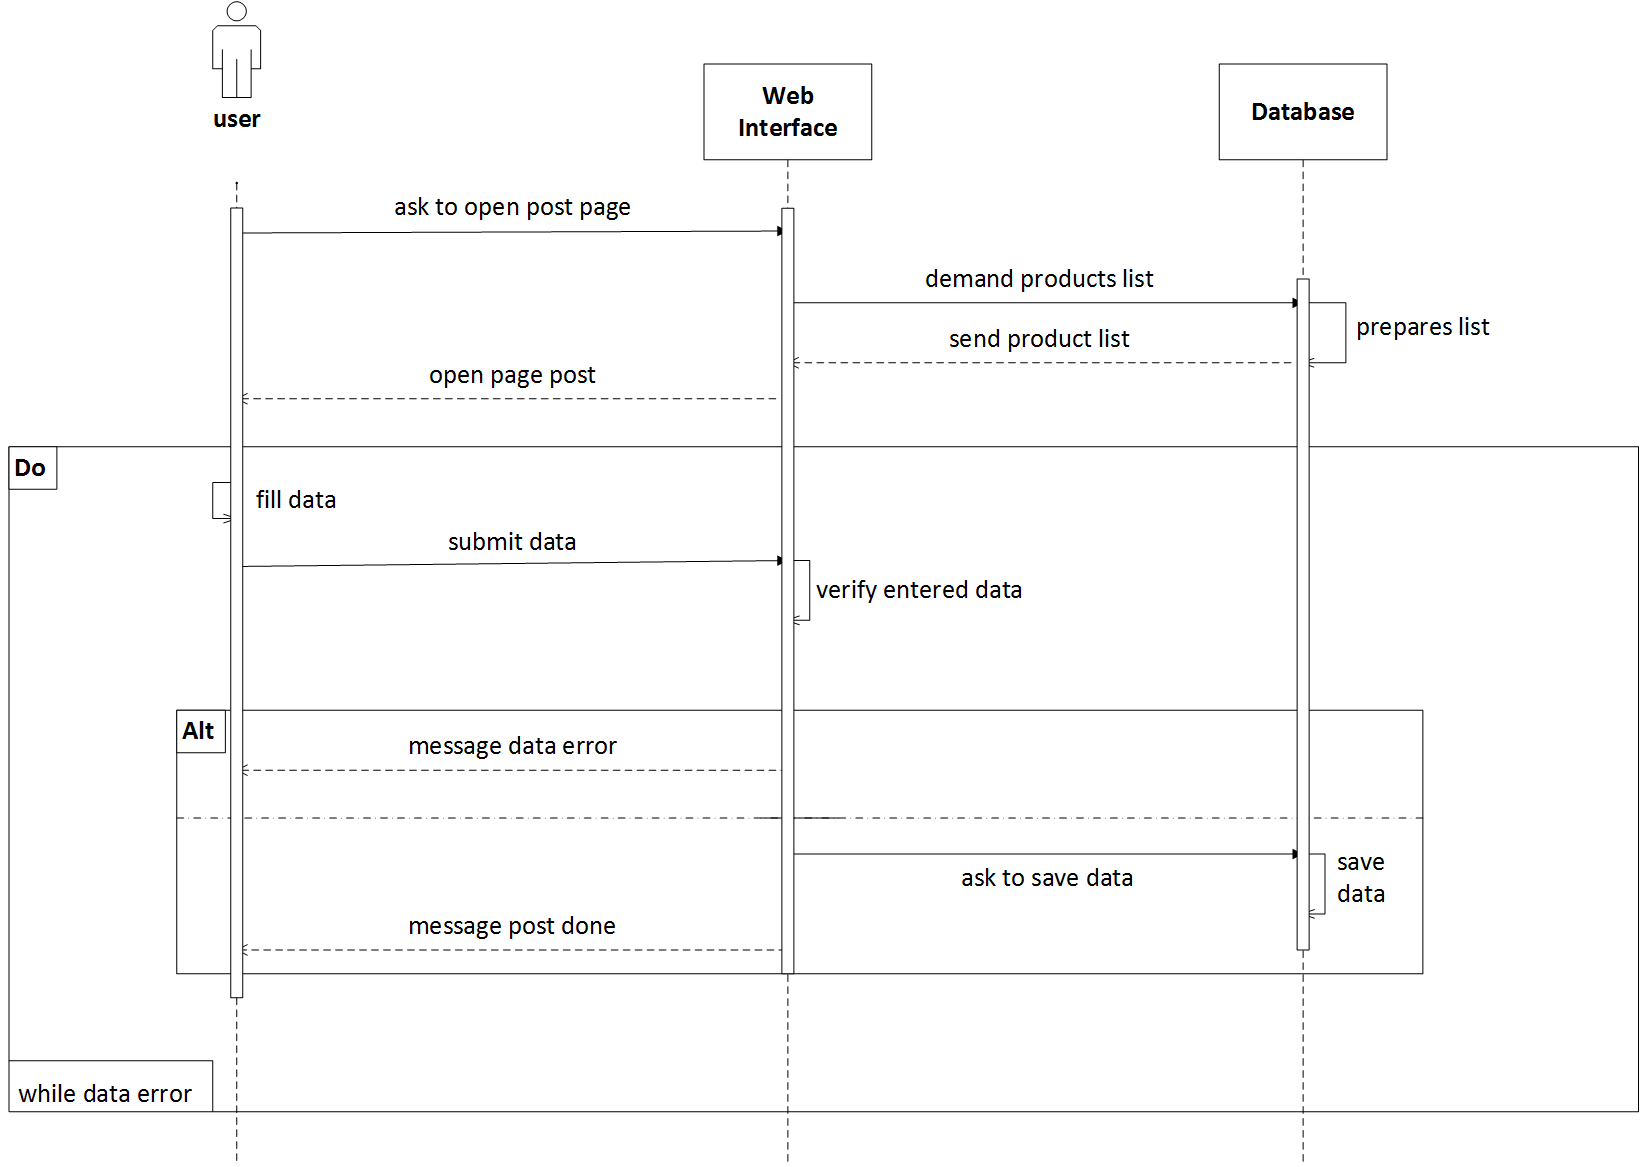 user
Web
Interface
Database
ask to open post page
demand products list
prepares list
send product list
open page post
Do
fill data
submit data
verify entered data
Alt
message data error
save
data
ask to save data
message post done
while data error